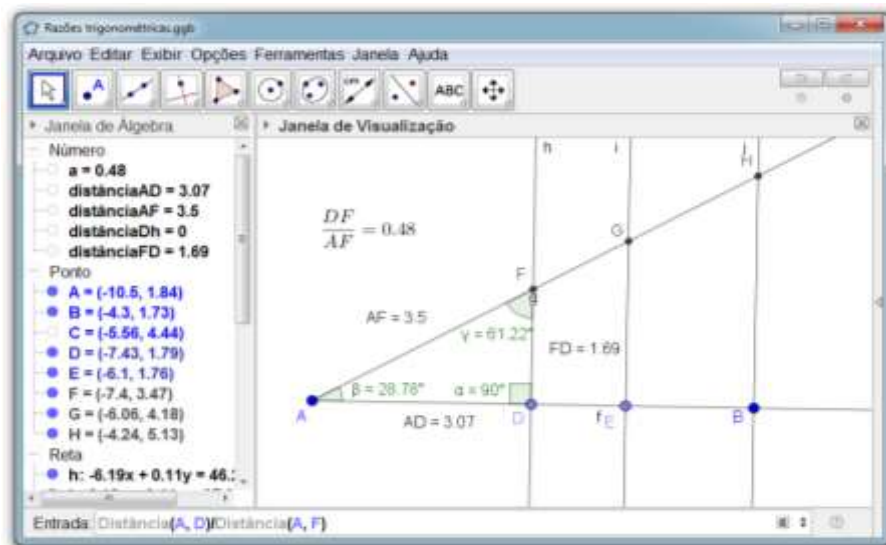 Razões trigonométricas.ggb
Arquivo Editar Exibir Opções Ferramentas Janela Ajuda
ABC
Janela de Álgebra
Janela de Visualização
Número
a = 0.48
distânciaAD = 3.07
distânciaAF = 3.5
distânciaDh = 0
distânciaFD = 1.69
Ponto
A = (-10.5, 1.84)
B = (-4.3, 1.73)
C = (-5.56, 4.44)
D = (-7.43, 1.79)
E = (-6.1, 1.76)
F = (-7.4, 3.47)
G = (-6.06, 4.18)
H = (-4.24, 5.13)
Reta
h: -6.19x + 0.11y = 46.
h i j
H
DF/AF = 0.48
G
F
g
AF = 3.5
γ = 61.22°
FD = 1.69
β = 28.78°
α = 90°
A
AD = 3.07
D
f E
B
Entrada: Distância(A, D)/Distância(A, F)